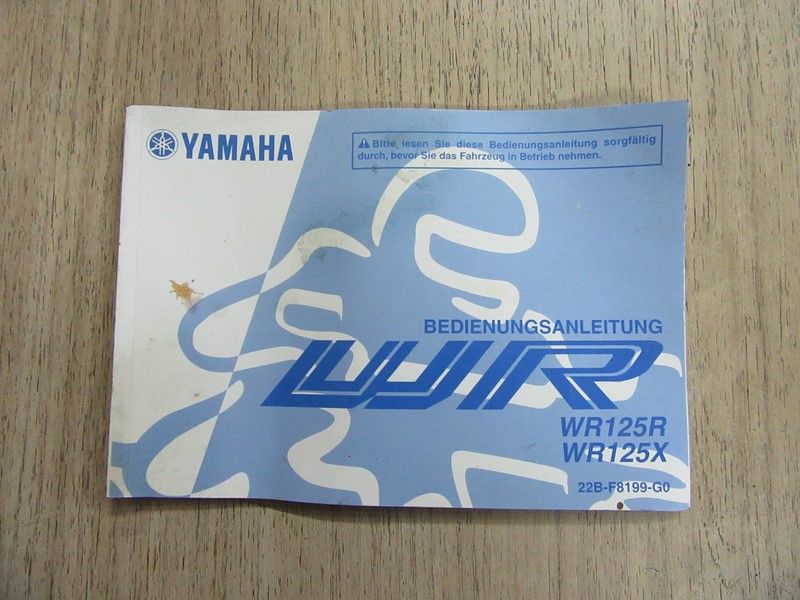 YAMAHA
Bitte lesen Sie diese Bedienungsanleitung sorgfältig
durch, bevor Sie das Fahrzeug in Betrieb nehmen.
BEDIENUNGSANLEITUNG
WR
WR125R
WR125X
22B-F8199-G0